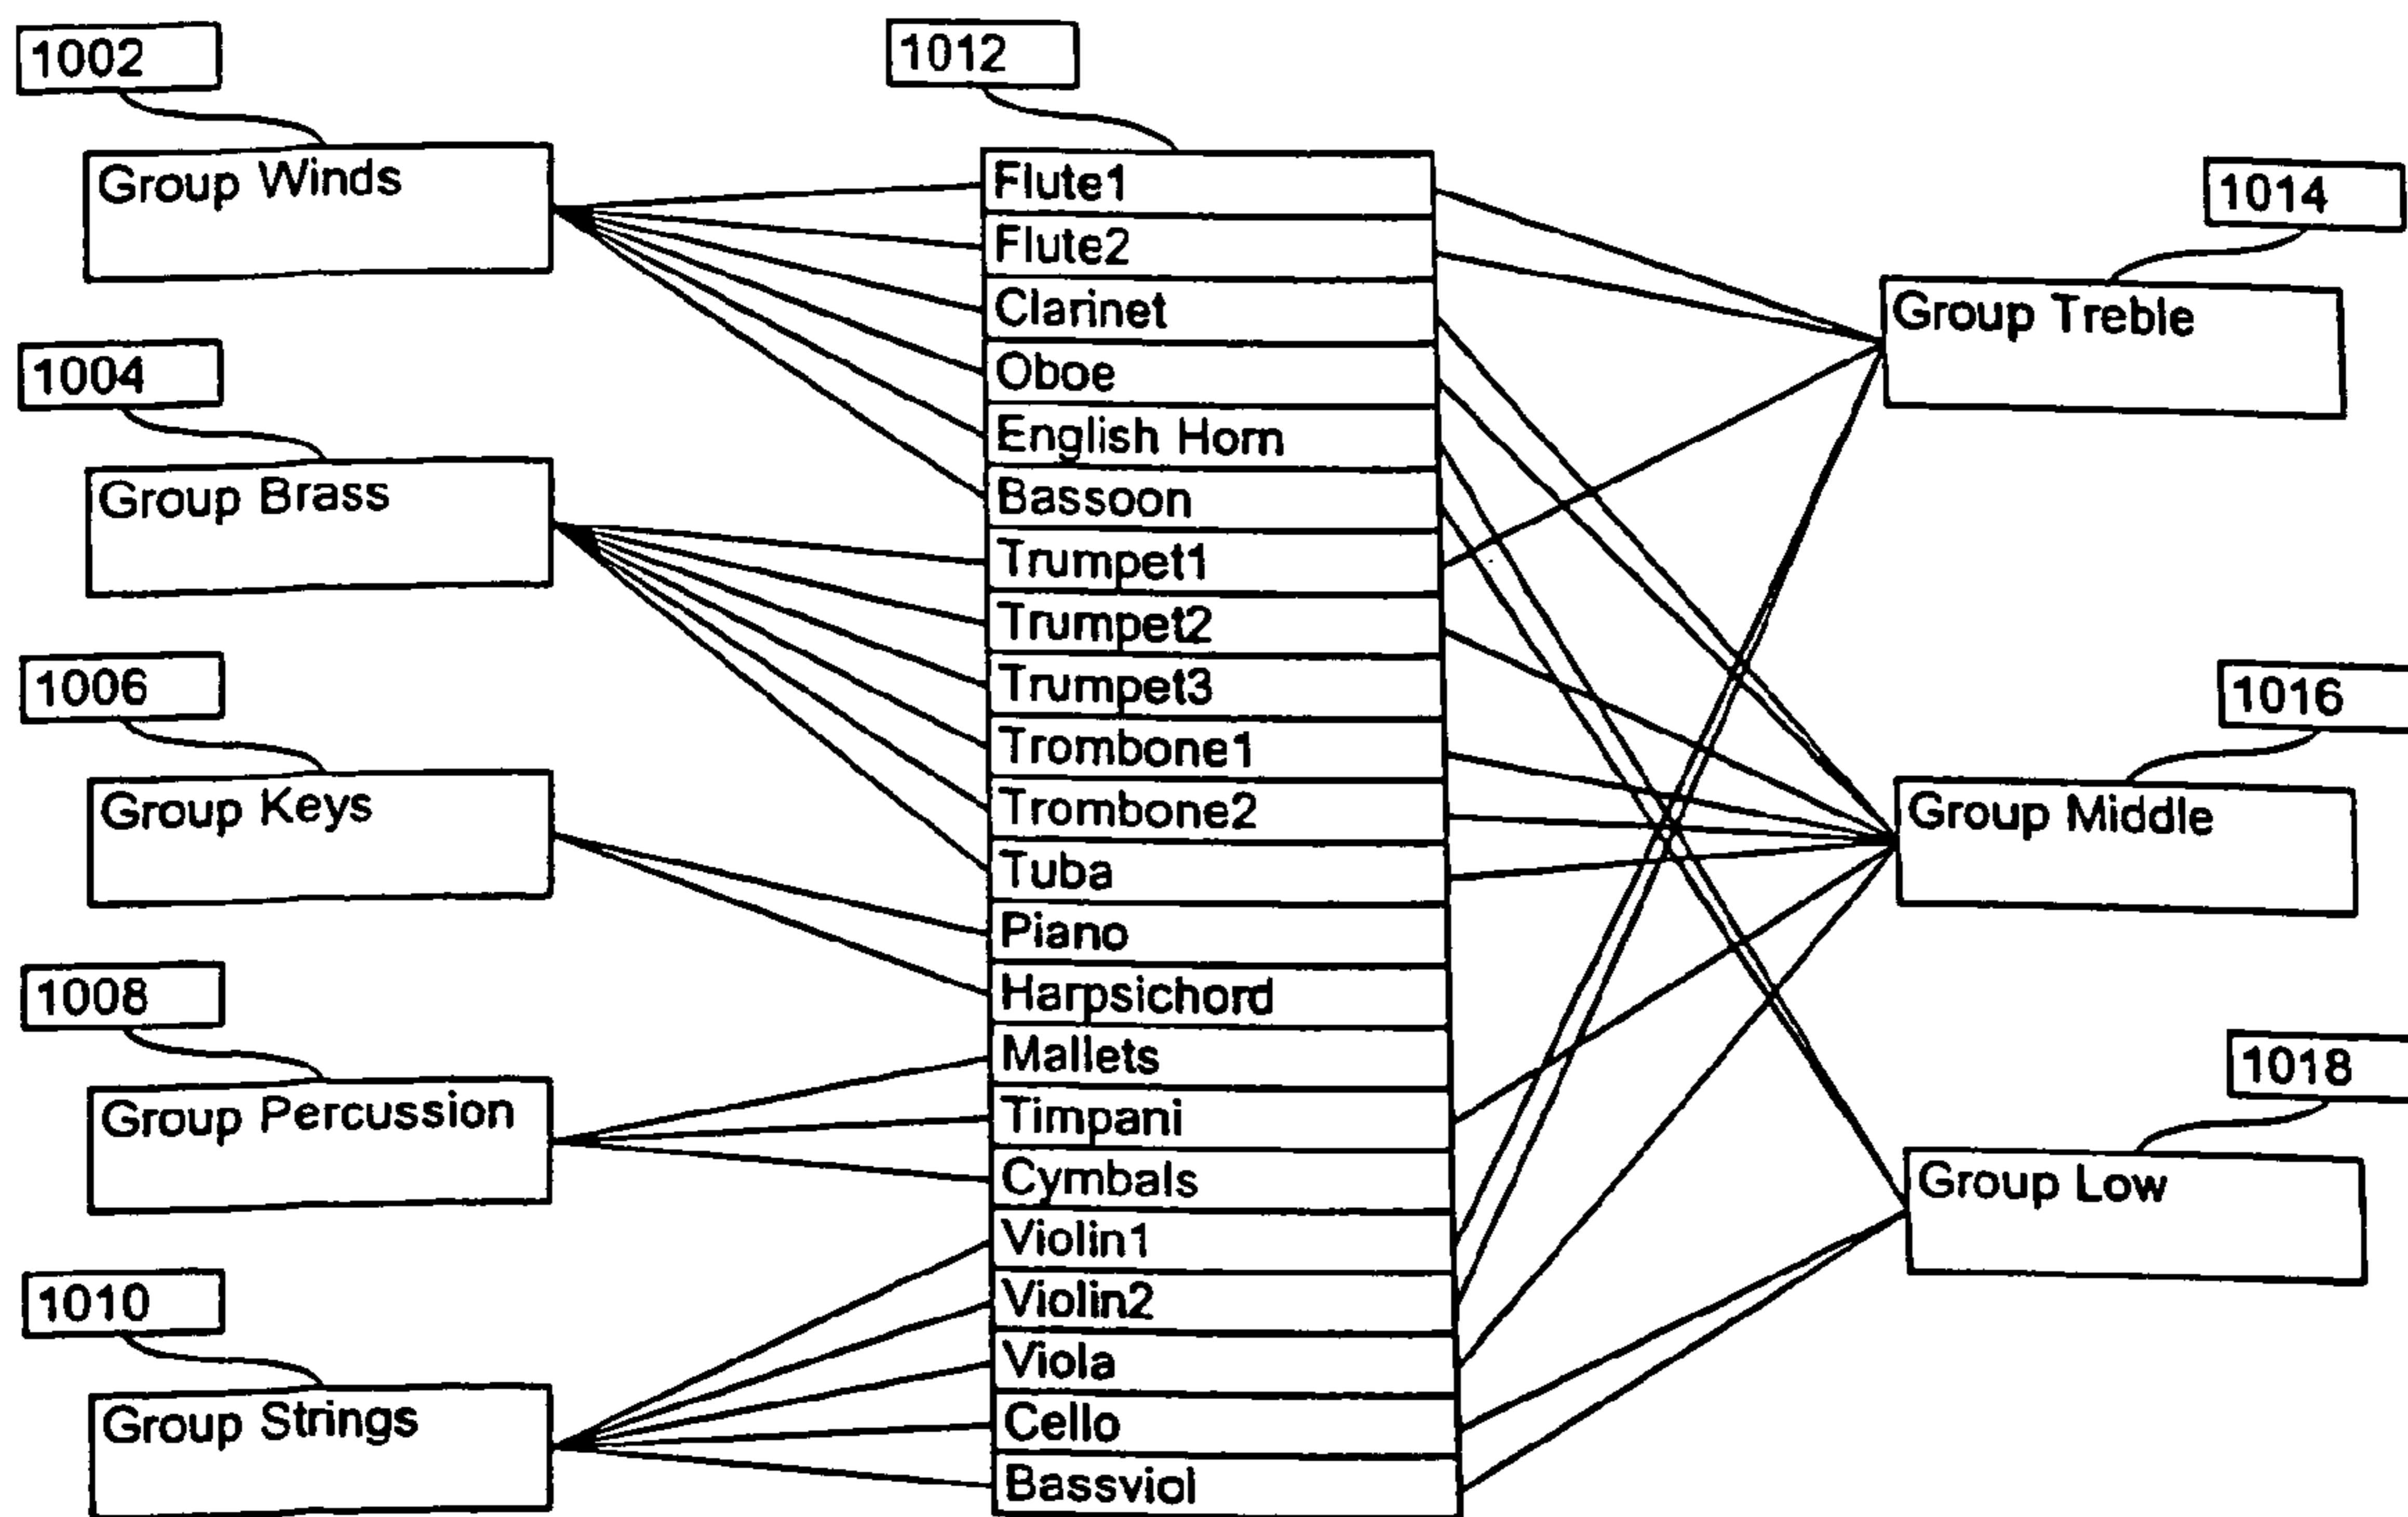 1002
Group Winds
1004
Group Brass
1006
Group Keys
1008
Group Percussion
1010
Group Strings
1012
Flute1
Flute2
Clarinet
Oboe
English Horn
Bassoon
Trumpet1
Trumpet2
Trumpet3
Trombone1
Trombone2
Tuba
Piano
Harpsichord
Mallets
Timpani
Cymbals
Violin1
Violin2
Viola
Cello
Bassviol
1014
Group Treble
1016
Group Middle
1018
Group Low